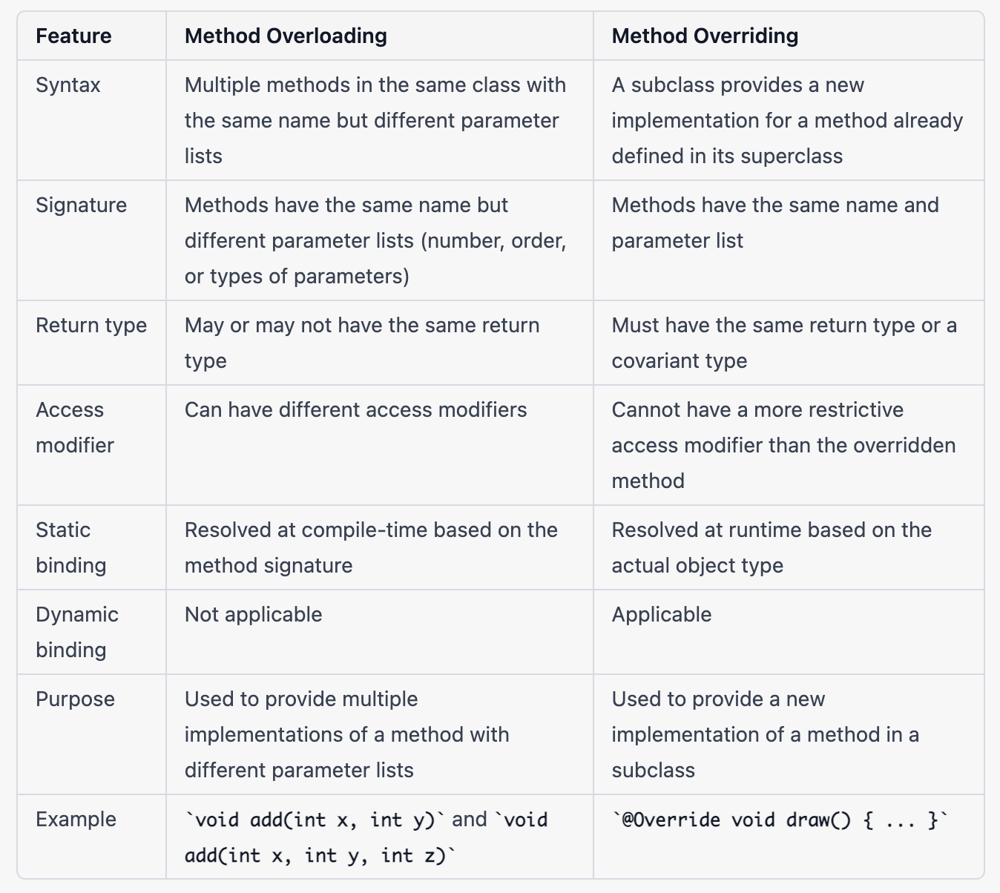 Feature Method Overloading Method Overriding
Syntax Multiple methods in the same class with
the same name but different parameter
lists
A subclass provides a new
implementation for a method already
defined in its superclass
Signature Methods have the same name but
different parameter lists (number, order,
or types of parameters)
Methods have the same name and
parameter list
Return type May or may not have the same return
type
Must have the same return type or a
covariant type
Access
modifier
Can have different access modifiers
Cannot have a more restrictive
access modifier than the overridden
method
Static
binding
Resolved at compile-time based on the
method signature
Resolved at runtime based on the
actual object type
Dynamic
binding
Not applicable
Applicable
Purpose Used to provide multiple
implementations of a method with
different parameter lists
Used to provide a new
implementation of a method in a
subclass
Example `void add(int x, int y)` and `void
add(int x, int y, int z)`
`@Override void draw() { ... }`